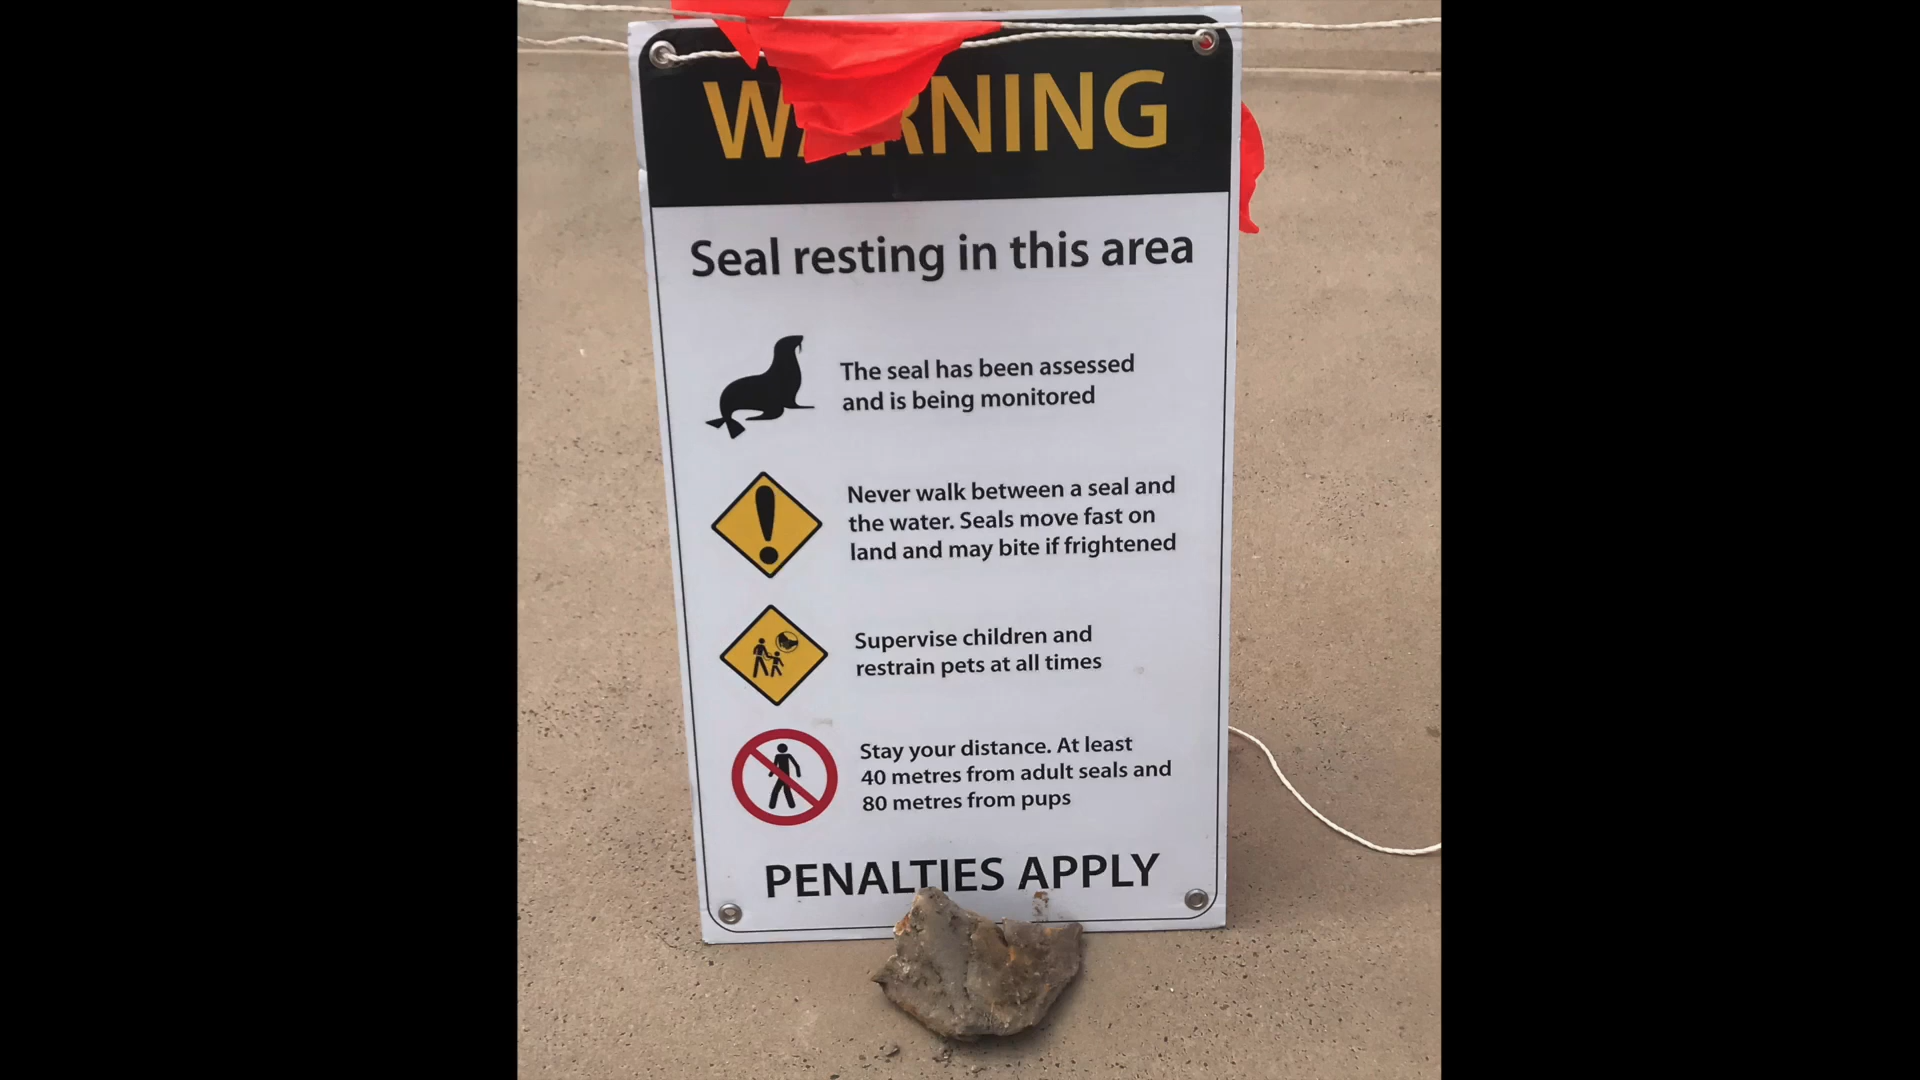 WARNING
Seal resting in this area
The seal has been assessed
and is being monitored
Never walk between a seal and
the water. Seals move fast on
land and may bite if frightened
Supervise children and
restrain pets at all times
Stay your distance. At least
40 metres from adult seals and
80 metres from pups
PENALTIES APPLY